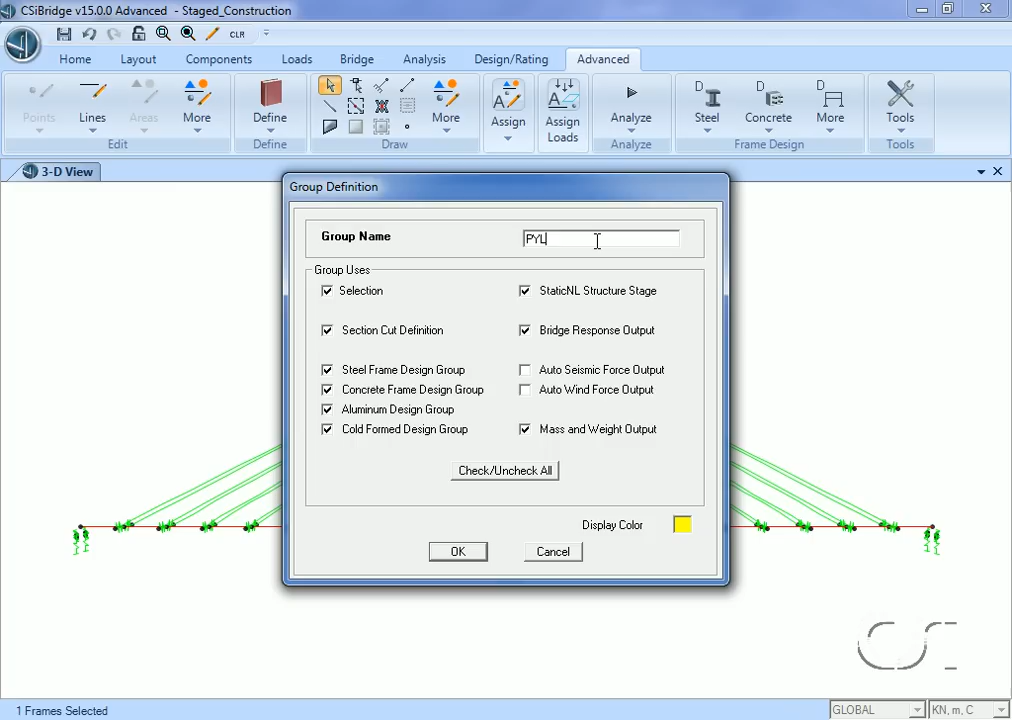 CSiBridge v15.0.0 Advanced - Staged_Construction
CLR
Home Layout Components Loads Bridge Analysis Design/Rating Advanced
Points Lines Areas More Define More Assign Assign Loads Analyze Steel Concrete More Tools
Edit Define Draw Analyze Frame Design Tools
3-D View
Group Definition
Group Name PYL
Group Uses
Selection StaticNL Structure Stage
Section Cut Definition Bridge Response Output
Steel Frame Design Group Auto Seismic Force Output
Concrete Frame Design Group Auto Wind Force Output
Aluminum Design Group
Cold Formed Design Group Mass and Weight Output
Check/Uncheck All
Display Color
OK Cancel
CSI
1 Frames Selected GLOBAL KN, m, C